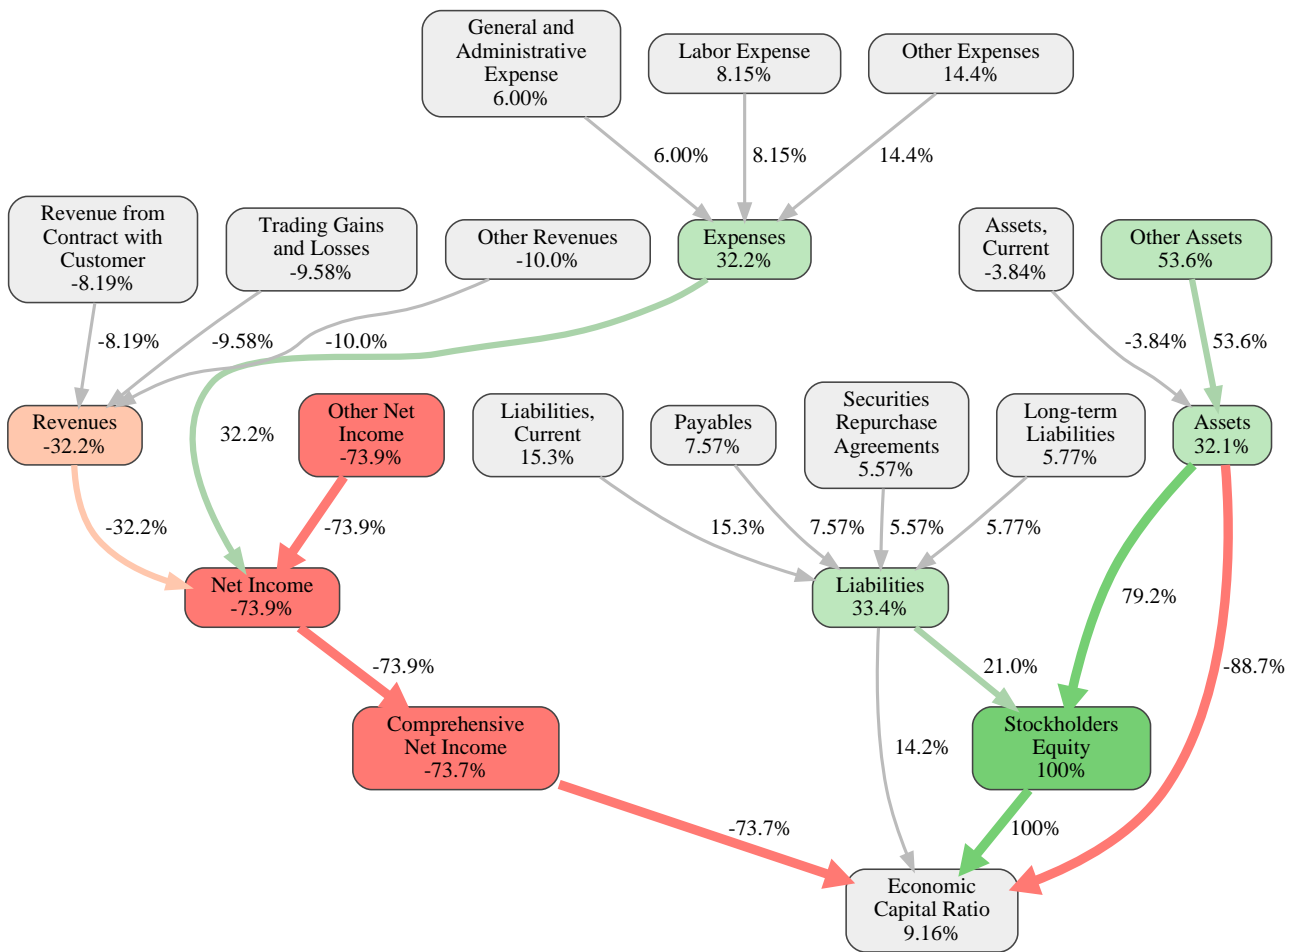 General and
Administrative
Expense
6.00%
Labor Expense
8.15%
Other Expenses
14.4%
6.00%
8.15%
14.4%
Revenue from
Contract with
Customer
-8.19%
Trading Gains
and Losses
-9.58%
Other Revenues
-10.0%
Expenses
32.2%
Assets,
Current
-3.84%
Other Assets
53.6%
-8.19%
-9.58%
-10.0%
-3.84%
53.6%
Revenues
-32.2%
Other Net
Income
-73.9%
32.2%
Liabilities,
Current
15.3%
Payables
7.57%
Securities
Repurchase
Agreements
5.57%
Long-term
Liabilities
5.77%
Assets
32.1%
-32.2%
-73.9%
15.3%
7.57%
5.57%
5.77%
Net Income
-73.9%
Liabilities
33.4%
79.2%
-88.7%
-73.9%
21.0%
Comprehensive
Net Income
-73.7%
14.2%
Stockholders
Equity
100%
-73.7%
100%
Economic
Capital Ratio
9.16%